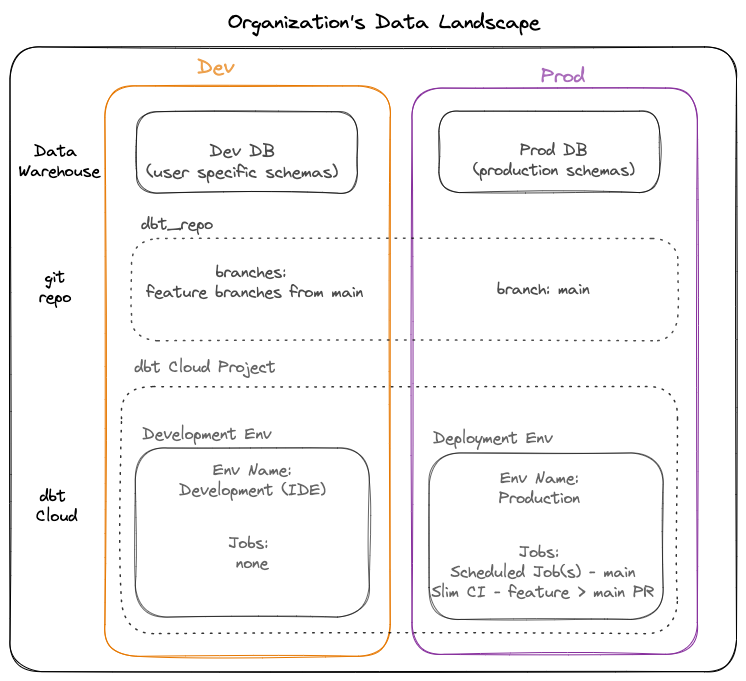 Organization's Data Landscape
Dev
Prod
Data
Warehouse
Dev DB
(user specific schemas)
Prod DB
(production schemas)
dbt_repo
git
repo
branches:
feature branches from main
branch: main
dbt Cloud Project
dbt
Cloud
Development Env
Env Name:
Development (IDE)
Jobs:
none
Deployment Env
Env Name:
Production
Jobs:
Scheduled Job(s) - main
Slim CI - feature > main PR